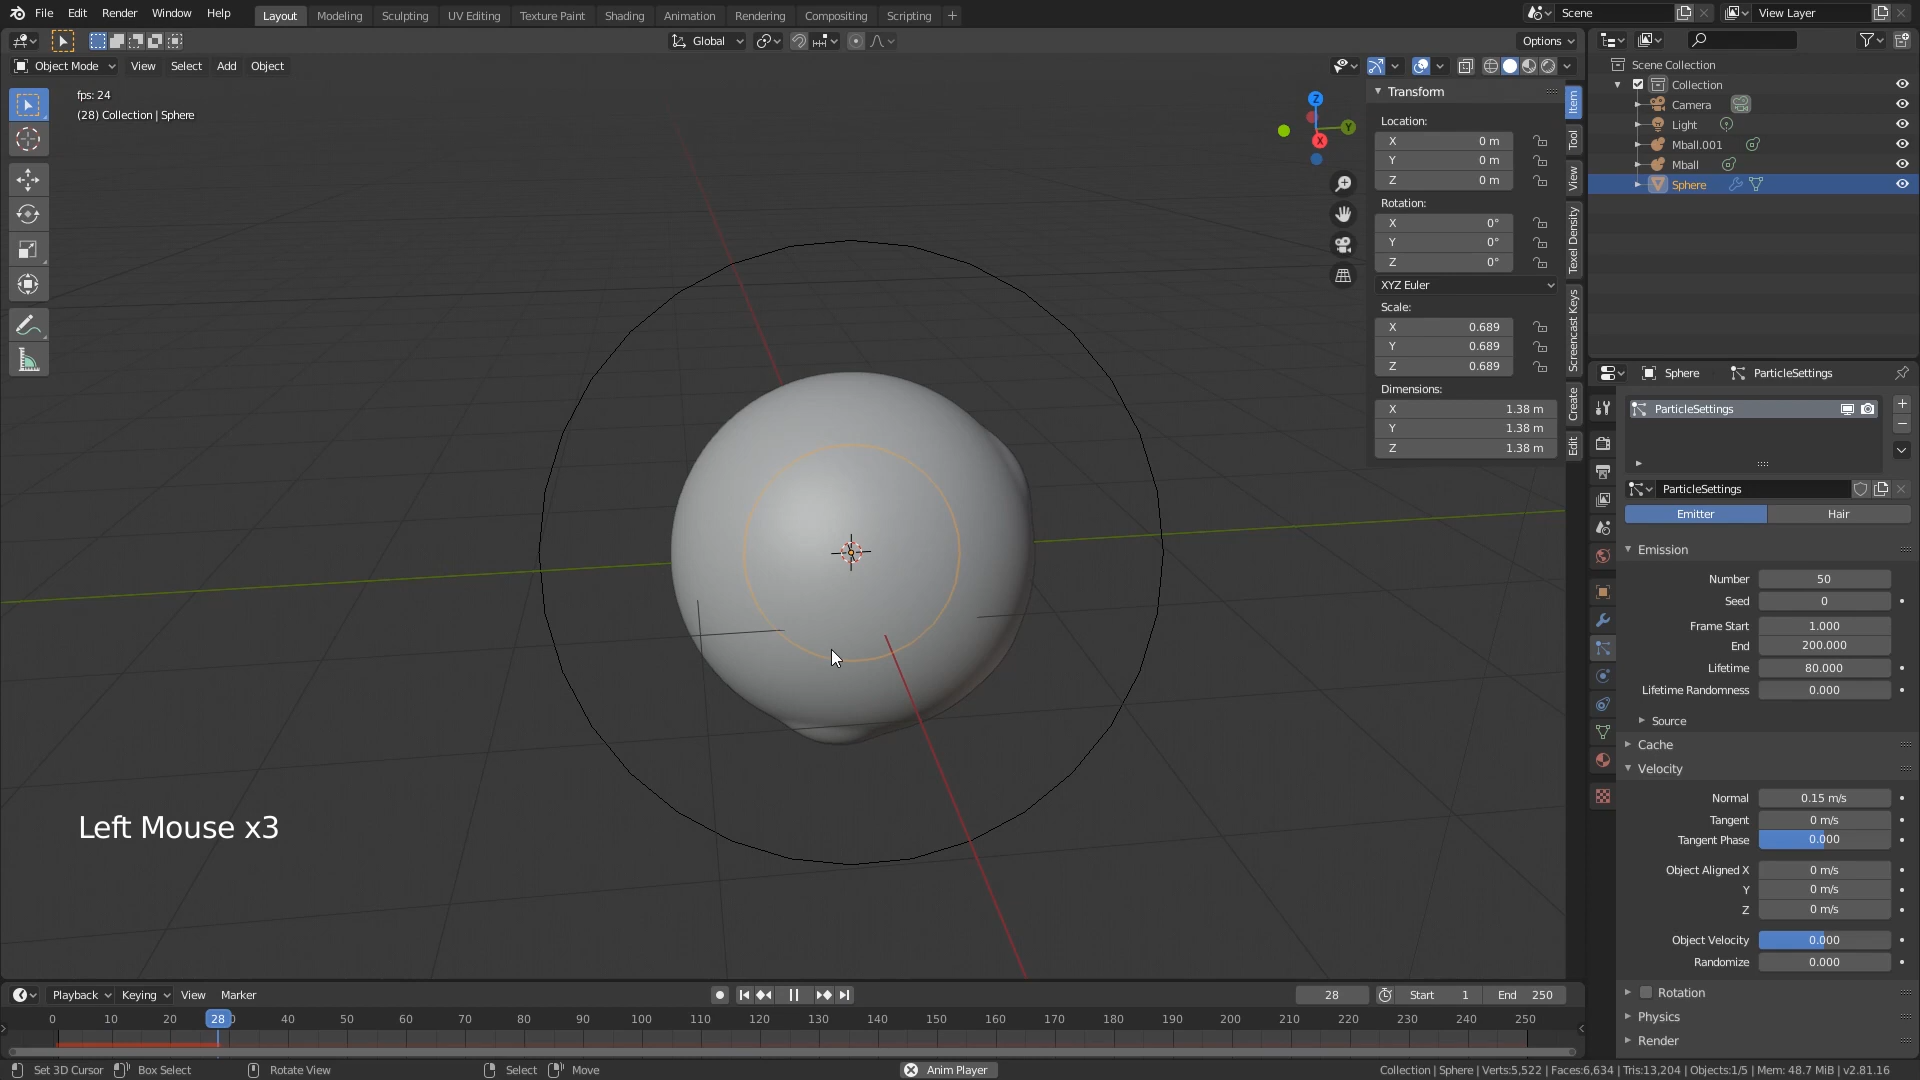 File Edit Render Window Help
Layout Modeling Sculpting UV Editing Texture Paint Shading Animation Rendering Compositing Scripting +
Scene
View Layer
Global
Options
Object Mode View Select Add Object
fps: 24
(28) Collection | Sphere
Z
Y
X
Transform
Location:
X 0 m
Y 0 m
Z 0 m
Rotation:
X 0°
Y 0°
Z 0°
XYZ Euler
Scale:
X 0.689
Y 0.689
Z 0.689
Dimensions:
X 1.38 m
Y 1.38 m
Z 1.38 m
Item
Tool
View
Texel Density
Screencast Keys
Create
Edit
Scene Collection
Collection
Camera
Light
Mball.001
Mball
Sphere
Sphere ParticleSettings
ParticleSettings
ParticleSettings
Emitter Hair
Emission
Number 50
Seed 0
Frame Start 1.000
End 200.000
Lifetime 80.000
Lifetime Randomness 0.000
Source
Cache
Velocity
Normal 0.15 m/s
Tangent 0 m/s
Tangent Phase 0.000
Object Aligned X 0 m/s
Y 0 m/s
Z 0 m/s
Object Velocity 0.000
Randomize 0.000
Rotation
Physics
Render
Left Mouse x3
Playback Keying View Marker
28 Start 1 End 250
0 10 20 28 40 50 60 70 80 90 100 110 120 130 140 150 160 170 180 190 200 210 220 230 240 250
Set 3D Cursor Box Select Rotate View Select Move Anim Player
Collection | Sphere | Verts:5,522 | Faces:6,634 | Tris:13,204 | Objects:1/5 | Mem: 48.7 MiB | v2.81.16